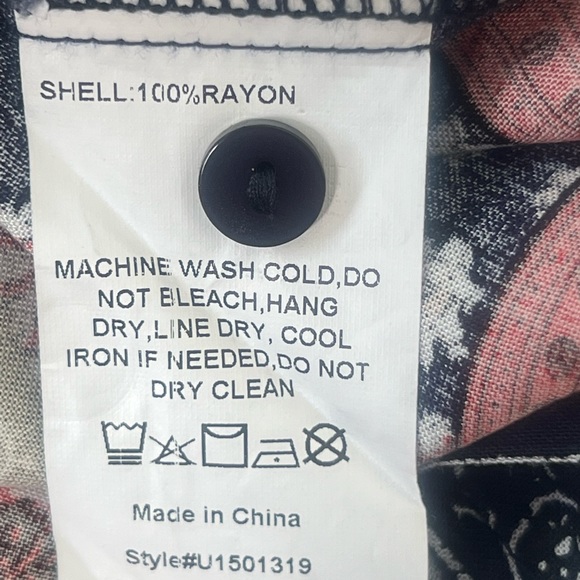 SHELL:100%RAYON
MACHINE WASH COLD,DO
NOT BLEACH,HANG
DRY,LINE DRY, COOL
IRON IF NEEDED,DO NOT
DRY CLEAN
Made in China
Style#U1501319